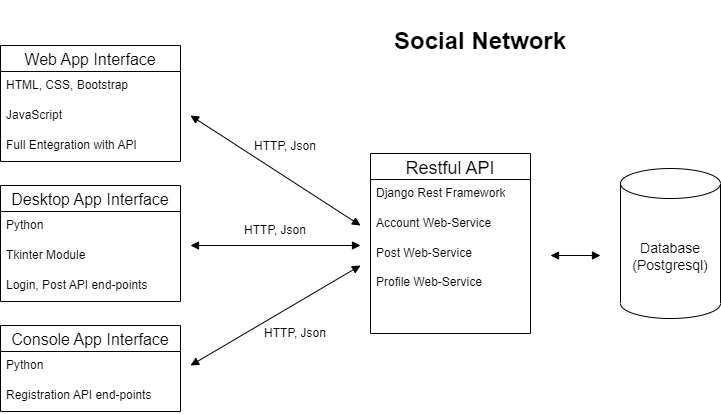 Social Network
Web App Interface
HTML, CSS, Bootstrap
JavaScript
Full Entegration with API
HTTP, Json
Desktop App Interface
Python
Tkinter Module
Login, Post API end-points
HTTP, Json
Console App Interface
Python
Registration API end-points
HTTP, Json
Restful API
Django Rest Framework
Account Web-Service
Post Web-Service
Profile Web-Service
Database
(Postgresql)